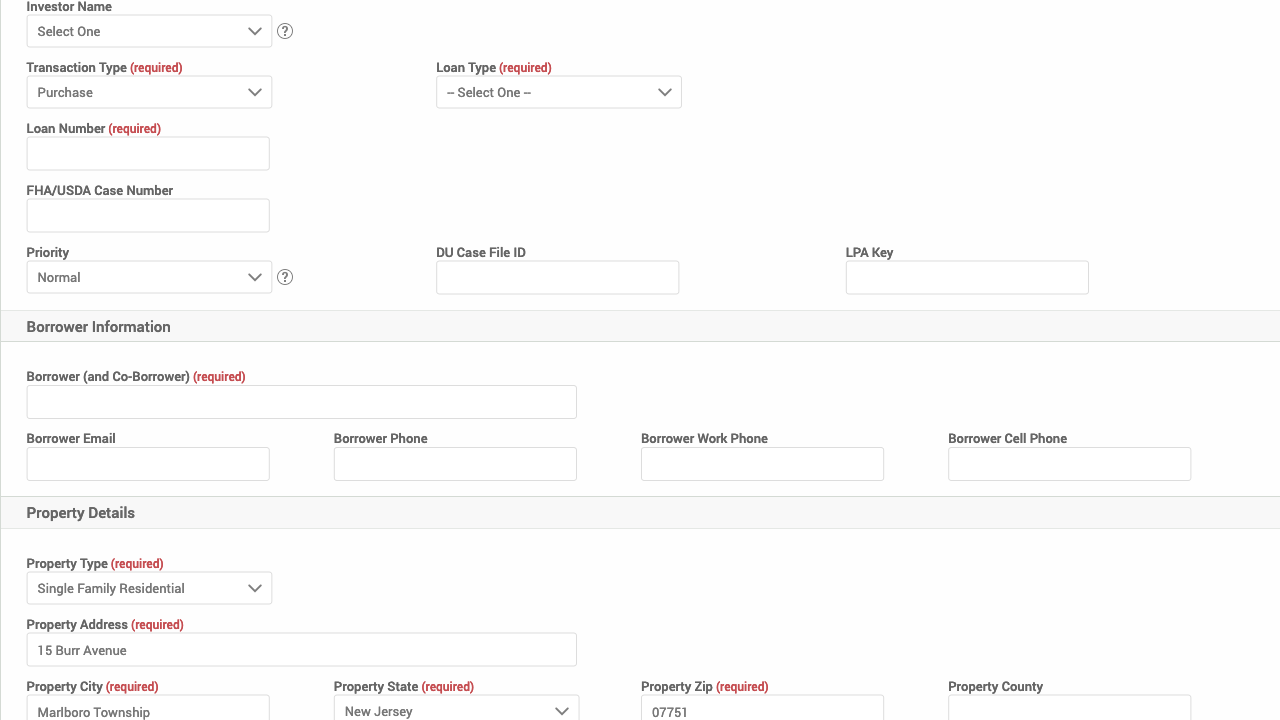 Investor Name
Select One
Transaction Type (required) Loan Type (required)
Purchase -- Select One --
Loan Number (required)
FHA/USDA Case Number
Priority DU Case File ID LPA Key
Normal
Borrower Information
Borrower (and Co-Borrower) (required)
Borrower Email Borrower Phone Borrower Work Phone Borrower Cell Phone
Property Details
Property Type (required)
Single Family Residential
Property Address (required)
15 Burr Avenue
Property City (required) Property State (required) Property Zip (required) Property County
Marlboro Township New Jersey 07751